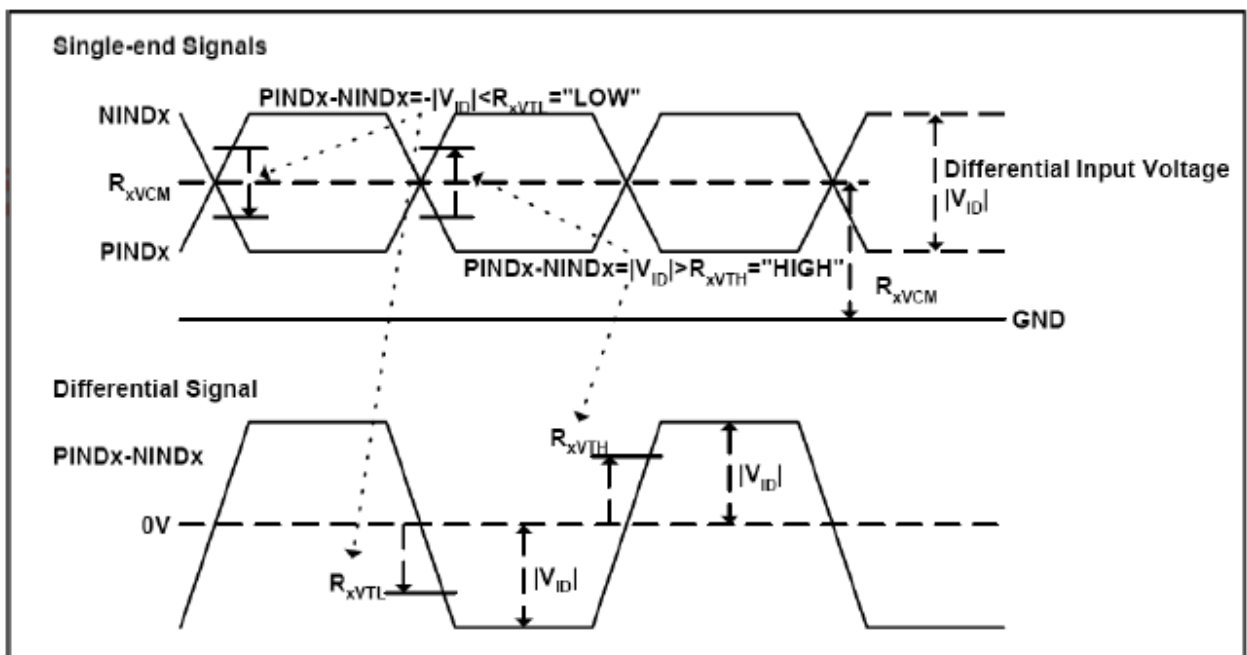 Single-end Signals
PINDx-NINDx=-|VID|<RxVTL="LOW"
NINDx
RxVCM
Differential Input Voltage
|VID|
PINDx
PINDx-NINDx=|VID|>RxVTH="HIGH"
RxVCM
GND
Differential Signal
RxVTH
PINDx-NINDx
|VID|
0V
RxVTL
|VID|